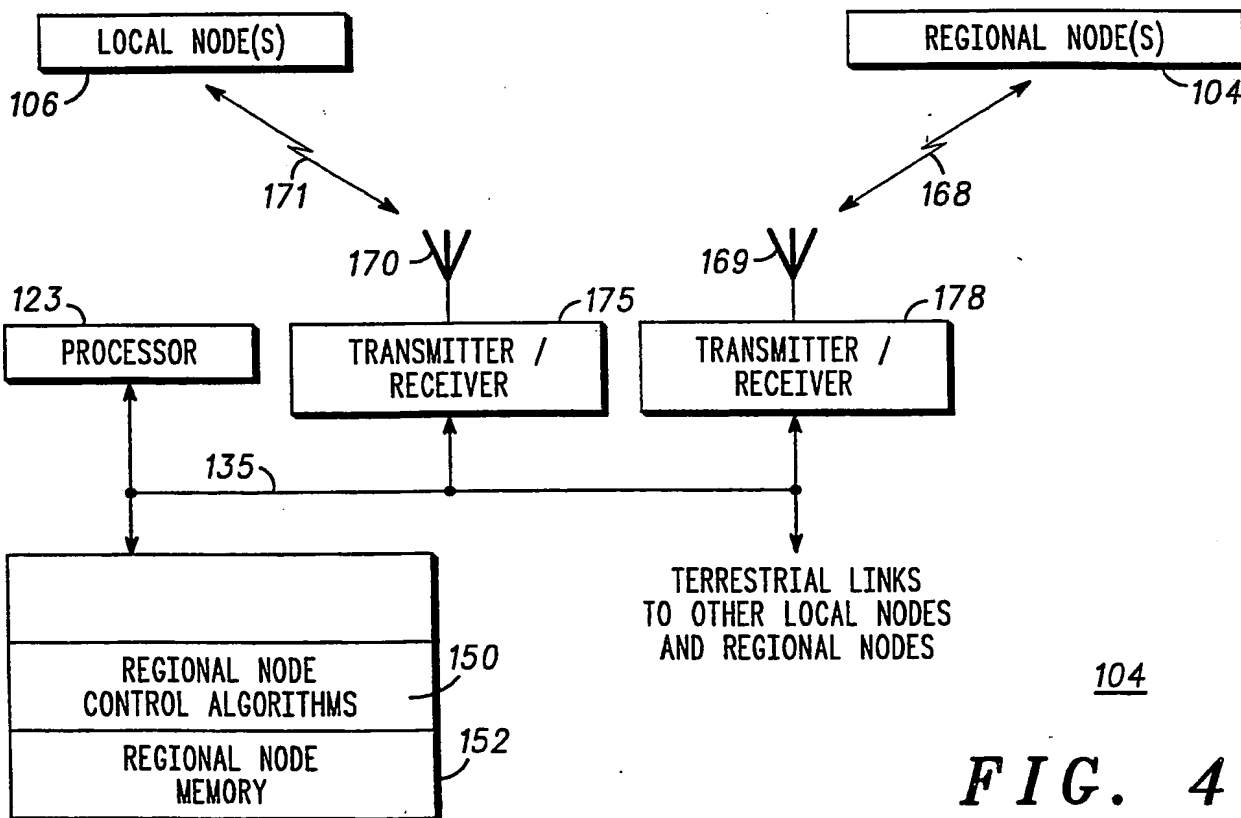 LOCAL NODE(S)
REGIONAL NODE(S)
106
104
171
168
170
169
123
175
178
PROCESSOR
TRANSMITTER /
RECEIVER
TRANSMITTER /
RECEIVER
135
TERRESTRIAL LINKS
TO OTHER LOCAL NODES
AND REGIONAL NODES
REGIONAL NODE
CONTROL ALGORITHMS
150
REGIONAL NODE
MEMORY
152
104
FIG. 4